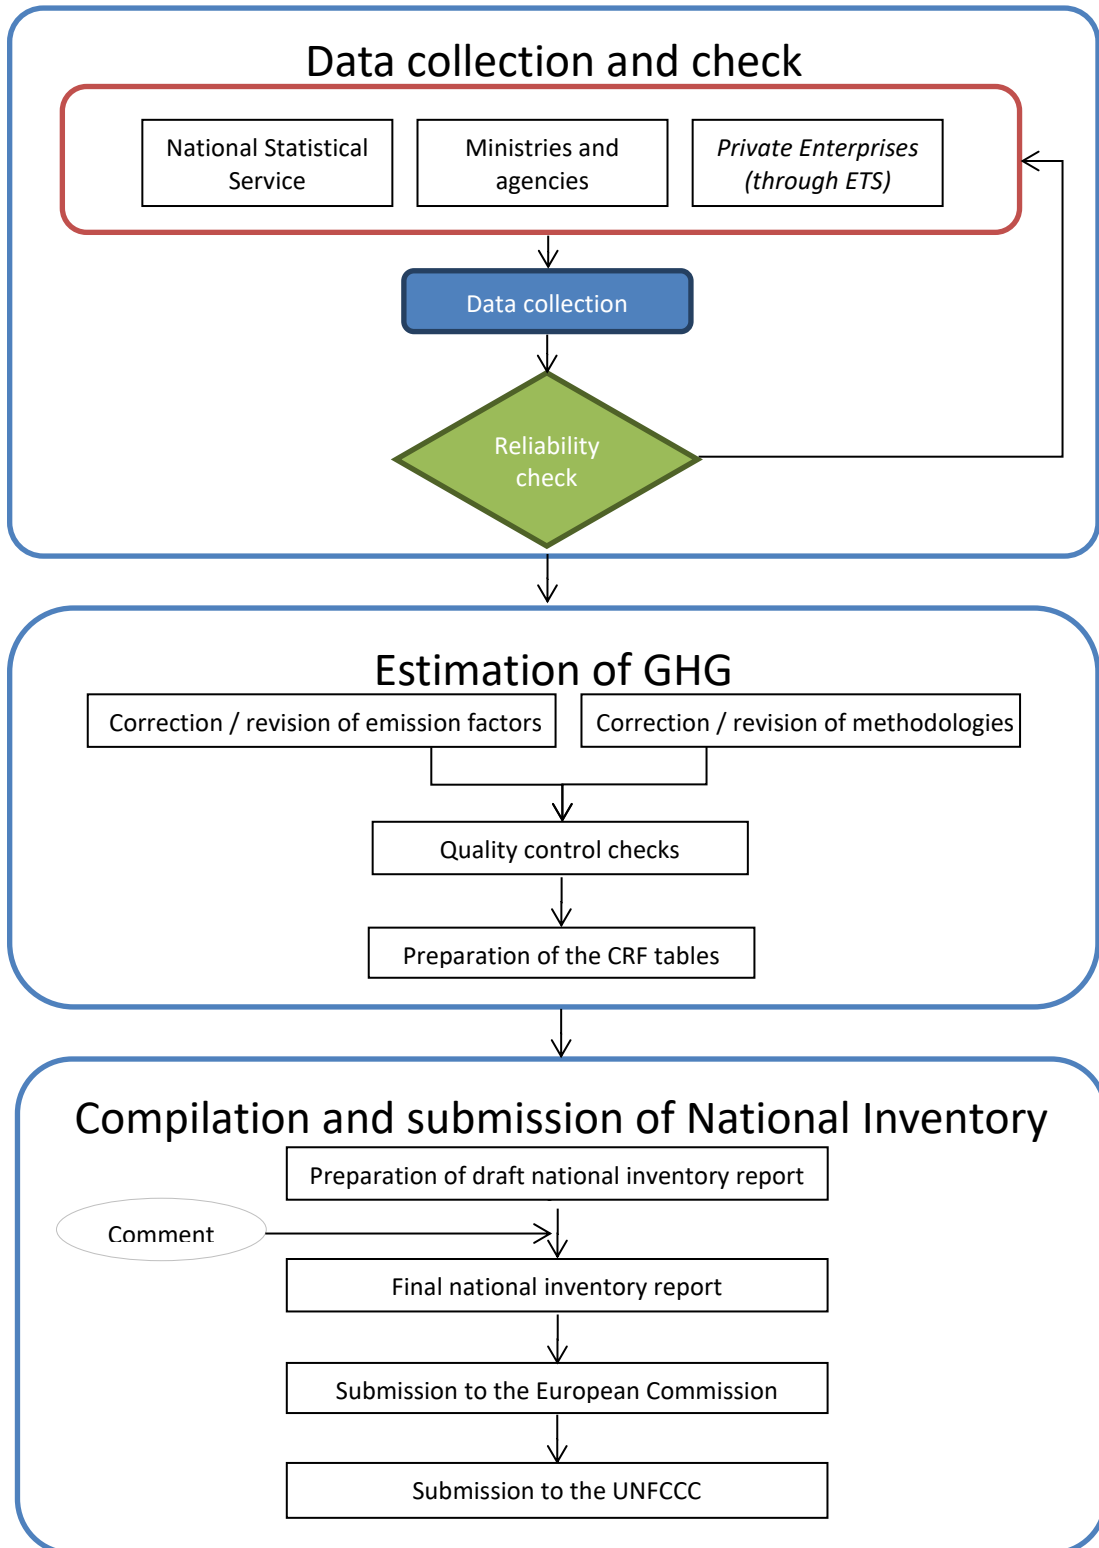 Data collection and check
National Statistical
Service
Ministries and
agencies
Private Enterprises
(through ETS)
Data collection
Reliability
check
Estimation of GHG
Correction / revision of emission factors
Correction / revision of methodologies
Quality control checks
Preparation of the CRF tables
Compilation and submission of National Inventory
Preparation of draft national inventory report
Comment
Final national inventory report
Submission to the European Commission
Submission to the UNFCCC